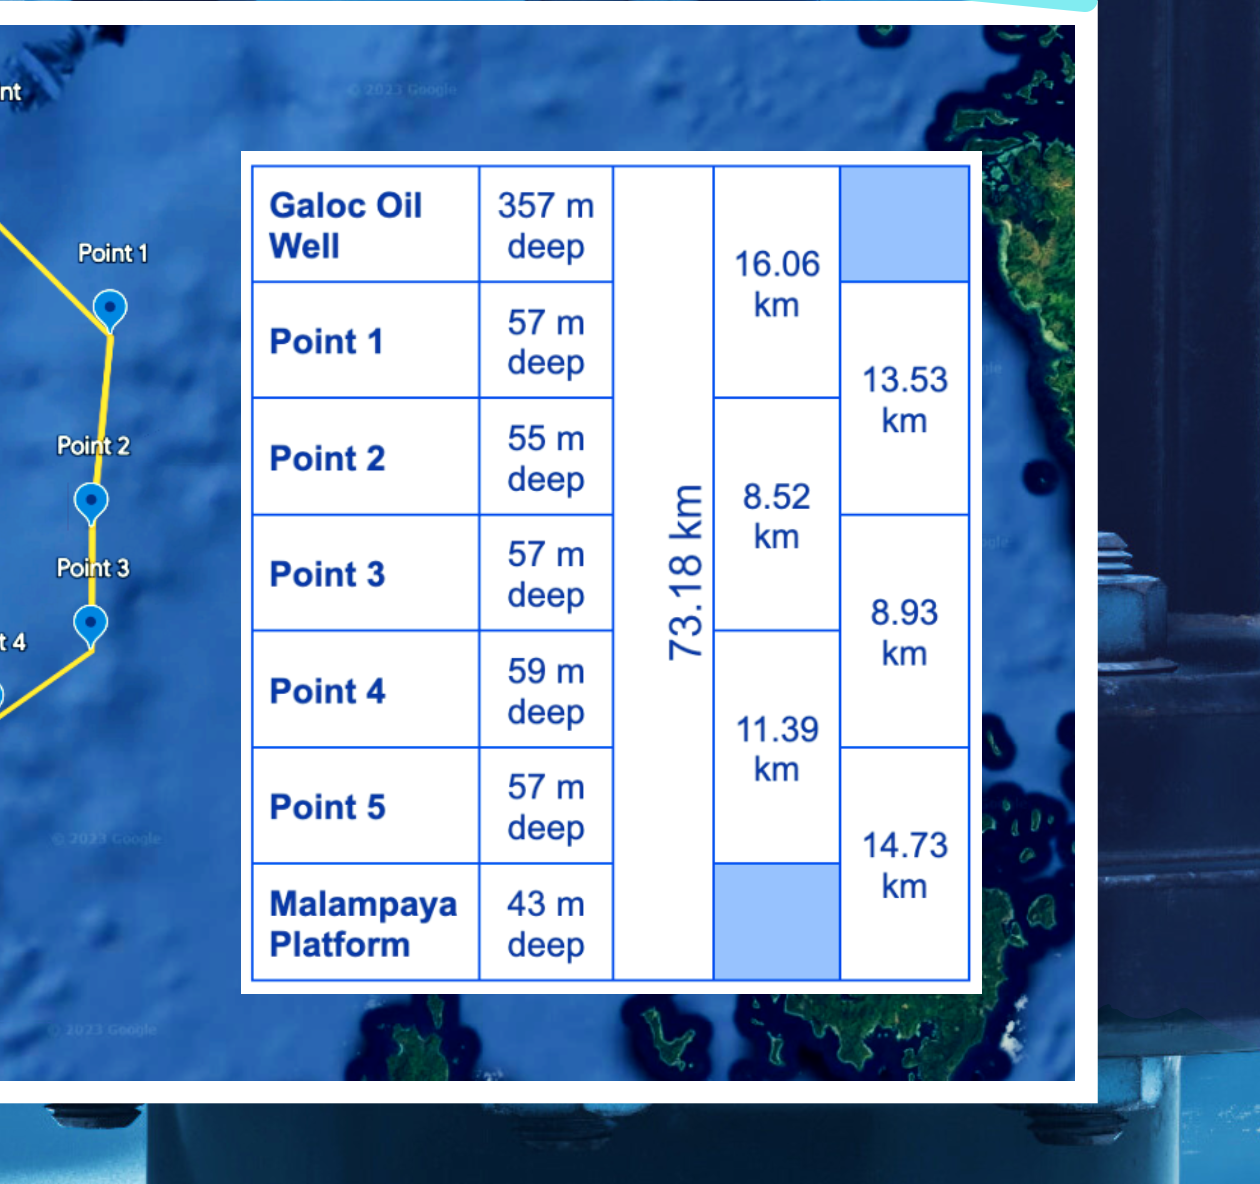 © 2023 Google
nt
Point 1
Point 2
Point 3
t 4
© 2023 Google
© 2023 Google
Galoc Oil
Well
357 m
deep
Point 1
57 m
deep
Point 2
55 m
deep
Point 3
57 m
deep
Point 4
59 m
deep
Point 5
57 m
deep
Malampaya
Platform
43 m
deep
73.18 km
16.06
km
8.52
km
11.39
km
13.53
km
8.93
km
14.73
km